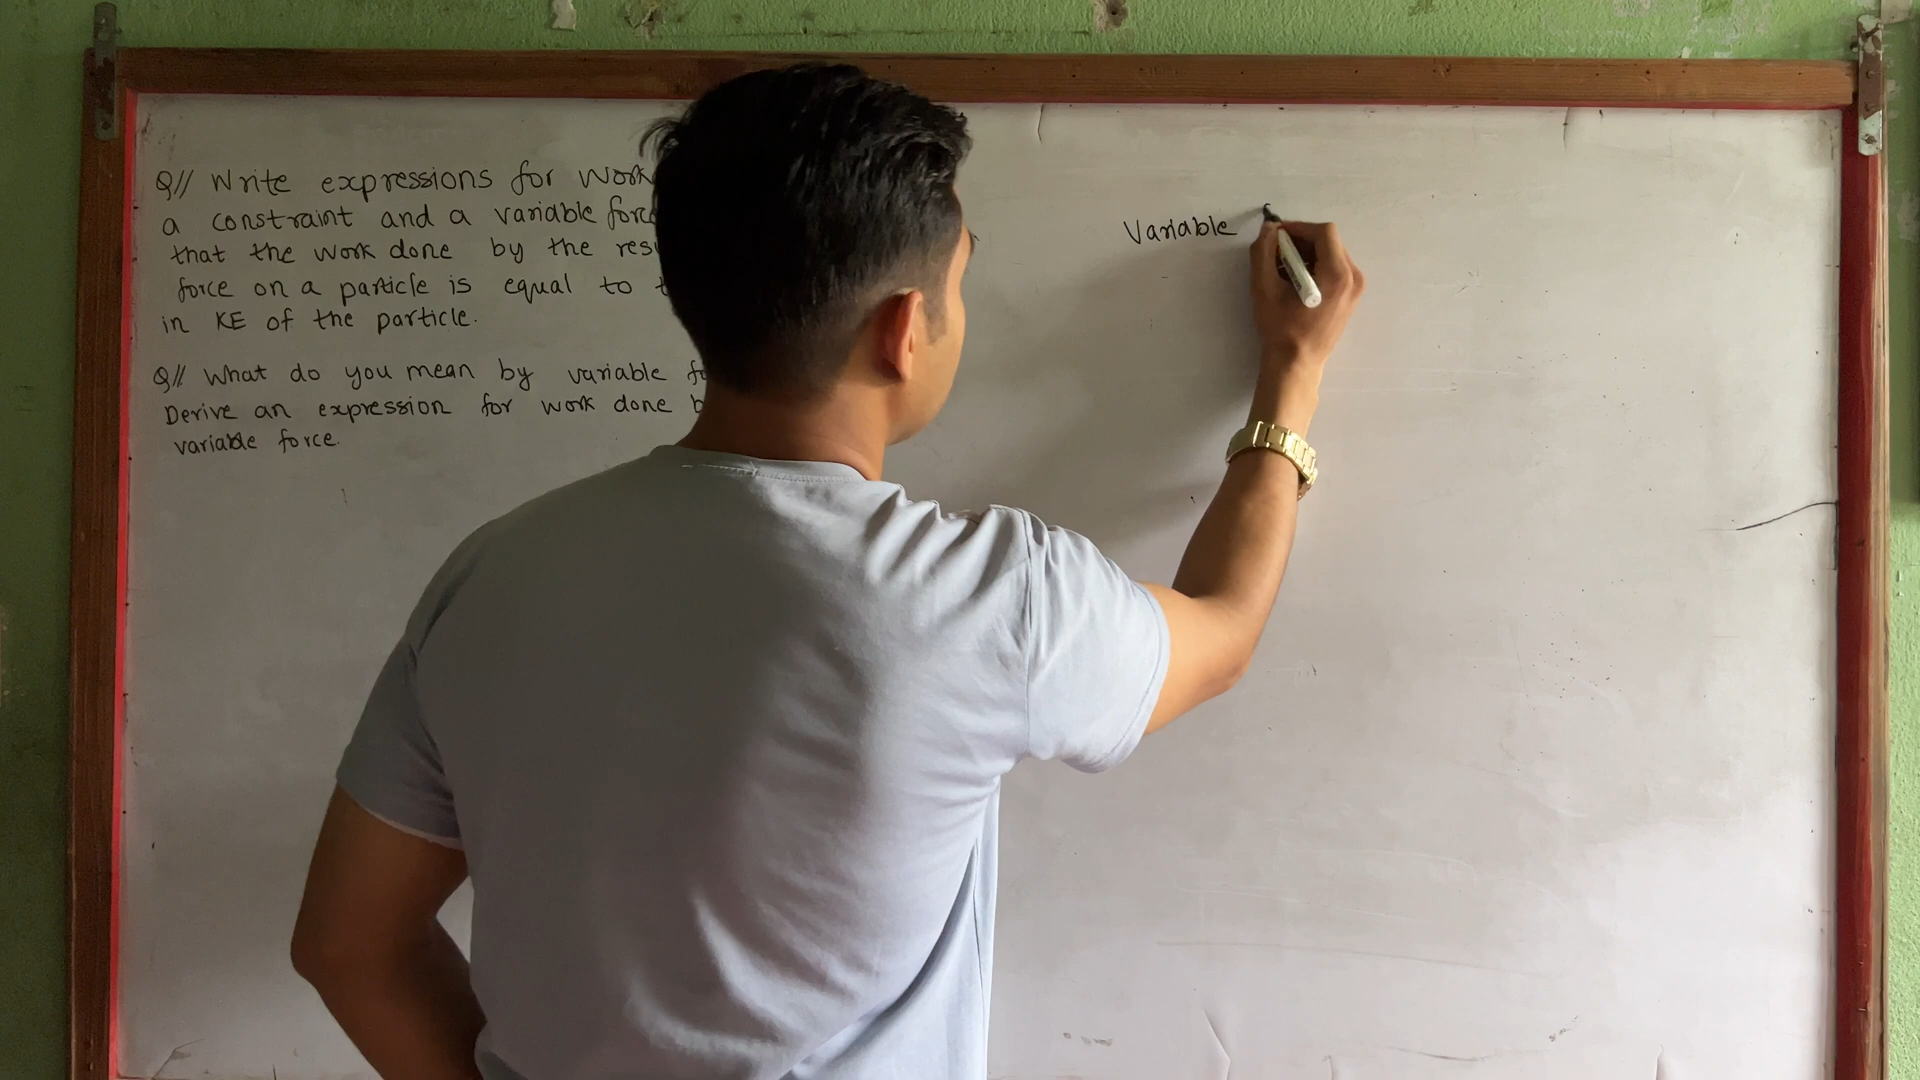 Q// Write expressions for work
a constraint and a variable force
that the work done by the
force on a particle is equal to
in KE of the particle.
Q// What do you mean by variable
Derive an expression for work done
variable force.
Variable